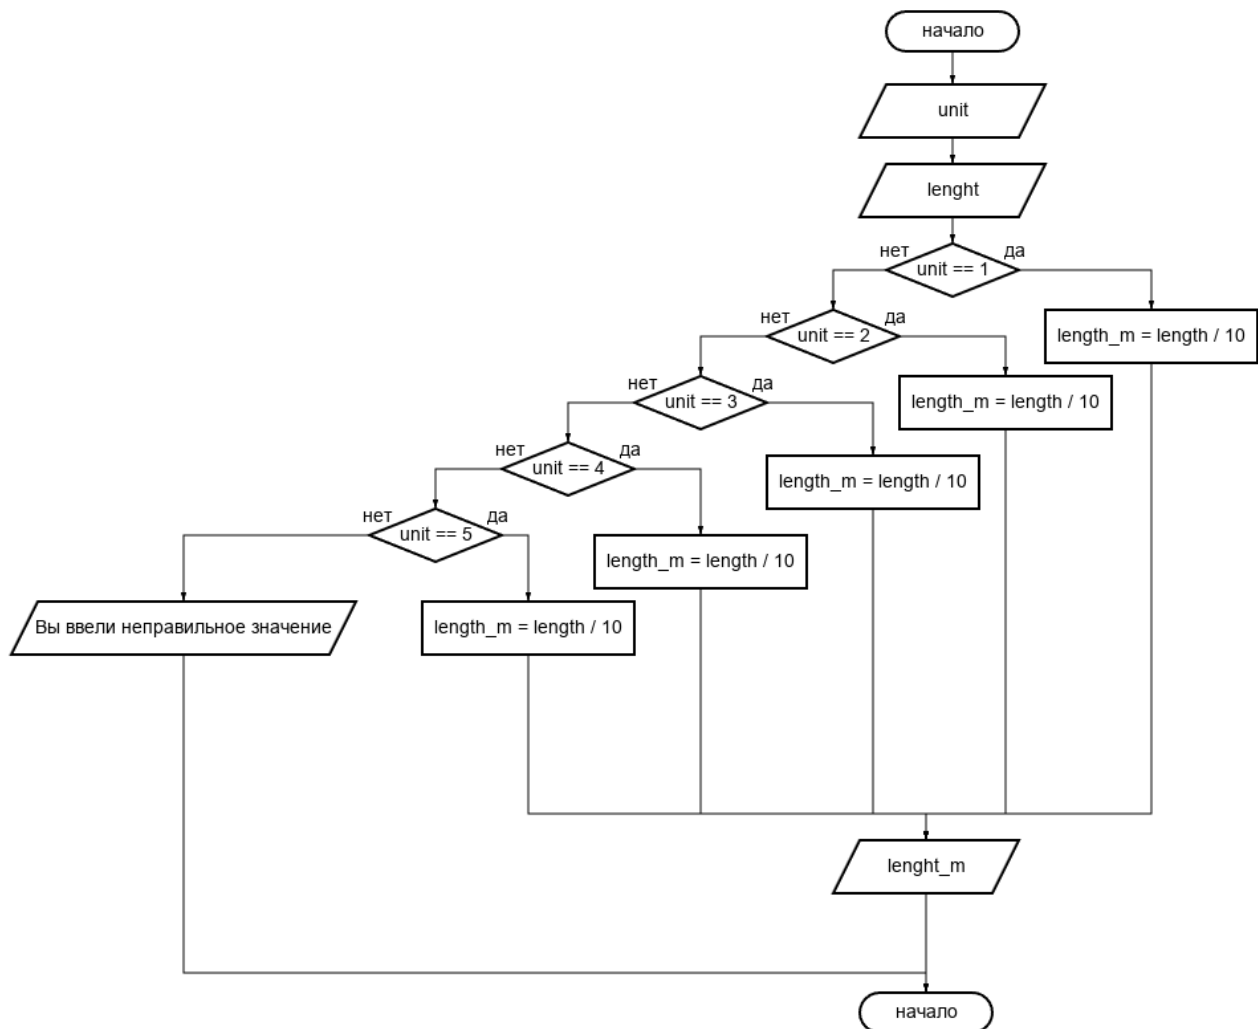 начало
unit
lenght
нет
да
unit == 1
нет
да
unit == 2
length_m = length / 10
нет
да
unit == 3
length_m = length / 10
нет
да
unit == 4
length_m = length / 10
нет
да
unit == 5
length_m = length / 10
Вы ввели неправильное значение
length_m = length / 10
lenght_m
начало